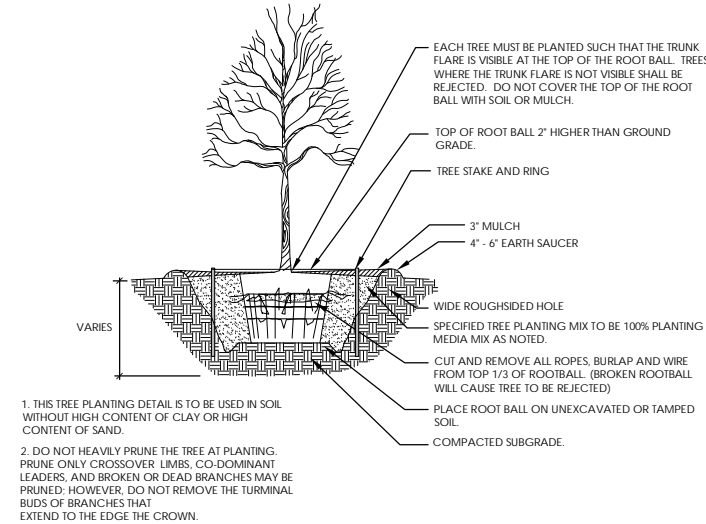 EACH TREE MUST BE PLANTED SUCH THAT THE TRUNK
FLARE IS VISIBLE AT THE TOP OF THE ROOT BALL. TREES
WHERE THE TRUNK FLARE IS NOT VISIBLE SHALL BE
REJECTED. DO NOT COVER THE TOP OF THE ROOT
BALL WITH SOIL OR MULCH.
TOP OF ROOT BALL 2" HIGHER THAN GROUND
GRADE.
TREE STAKE AND RING
3" MULCH
4" - 6" EARTH SAUCER
VARIES
WIDE ROUGHSIDED HOLE
SPECIFIED TREE PLANTING MIX TO BE 100% PLANTING
MEDIA MIX AS NOTED.
CUT AND REMOVE ALL ROPES, BURLAP AND WIRE
FROM TOP 1/3 OF ROOTBALL. (BROKEN ROOTBALL
WILL CAUSE TREE TO BE REJECTED)
PLACE ROOT BALL ON UNEXCAVATED OR TAMPED
SOIL.
COMPACTED SUBGRADE.
1. THIS TREE PLANTING DETAIL IS TO BE USED IN SOIL
WITHOUT HIGH CONTENT OF CLAY OR HIGH
CONTENT OF SAND.
2. DO NOT HEAVILY PRUNE THE TREE AT PLANTING.
PRUNE ONLY CROSSOVER LIMBS, CO-DOMINANT
LEADERS, AND BROKEN OR DEAD BRANCHES MAY BE
PRUNED; HOWEVER, DO NOT REMOVE THE TURMINAL
BUDS OF BRANCHES THAT
EXTEND TO THE EDGE THE CROWN.